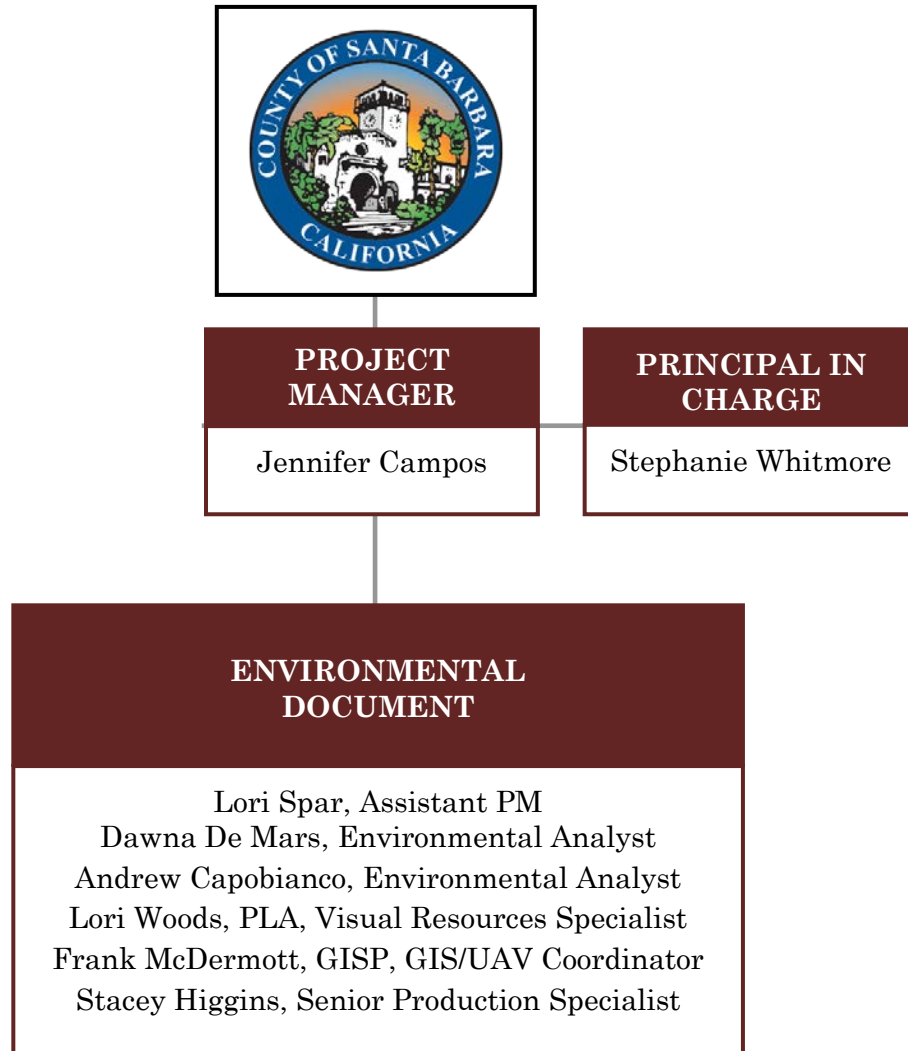 COUNTY OF SANTA BARBARA
CALIFORNIA
PROJECT
MANAGER
Jennifer Campos
PRINCIPAL IN
CHARGE
Stephanie Whitmore
ENVIRONMENTAL
DOCUMENT
Lori Spar, Assistant PM
Dawna De Mars, Environmental Analyst
Andrew Capobianco, Environmental Analyst
Lori Woods, PLA, Visual Resources Specialist
Frank McDermott, GISP, GIS/UAV Coordinator
Stacey Higgins, Senior Production Specialist